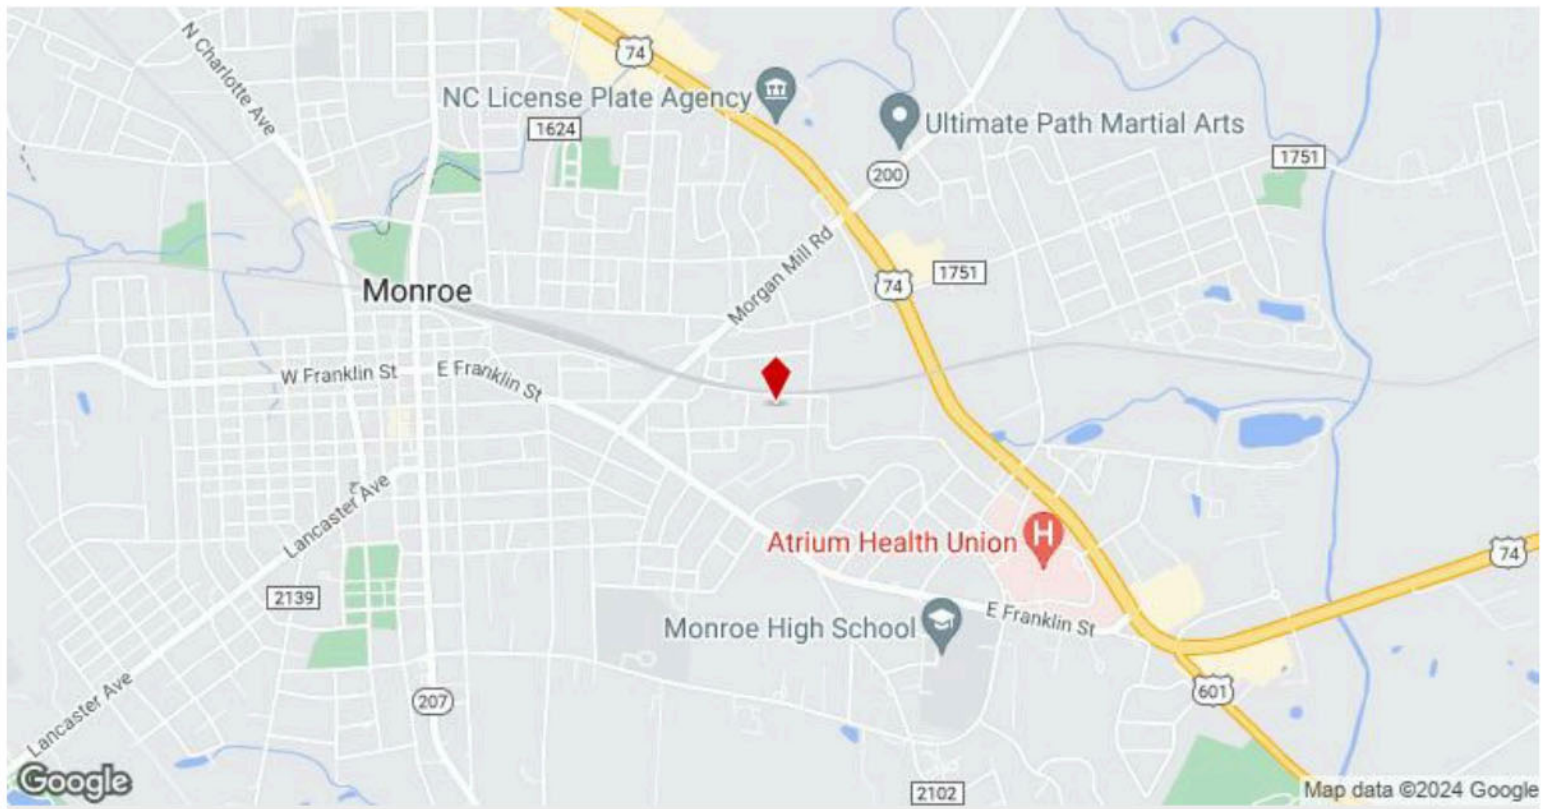 N Charlotte Ave
74
NC License Plate Agency
1624
Ultimate Path Martial Arts
1751
200
Morgan Mill Rd
1751
74
Monroe
W Franklin St
E Franklin St
Lancaster Ave
Atrium Health Union
H
74
2139
Monroe High School
E Franklin St
207
601
Lancaster Ave
Google
2102
Map data ©2024 Google